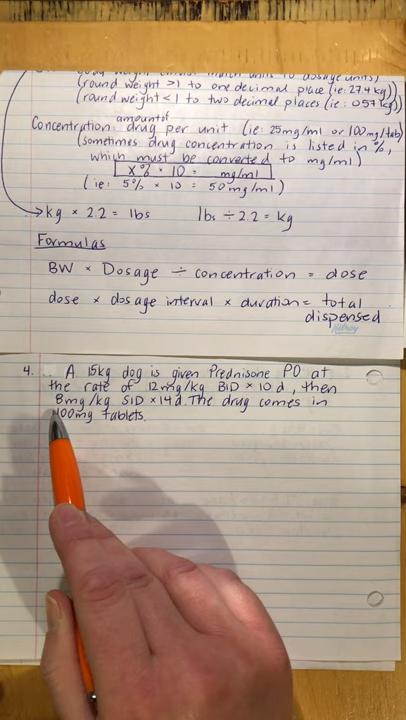 (round weight >1 to one decimal place (ie: 27.4 kg))
(round weight <1 to two decimal places (ie: 0.57 kg))
amount of
Concentration: drug per unit (ie: 25mg/ml or 100mg/tab)
(sometimes drug concentration is listed in %,
which must be converted to mg/ml)
X% × 10 = mg/ml
(ie: 5% × 10 = 50mg/ml)
kg × 2.2 = lbs lbs ÷ 2.2 = kg
Formulas
BW × Dosage ÷ concentration = dose
dose × dosage interval × duration = total
dispensed
Hilroy
4. A 15kg dog is given Prednisone PO at
the rate of 12mg/kg BID × 10 d, then
8mg/kg SID × 14 d. The drug comes in
100mg tablets.